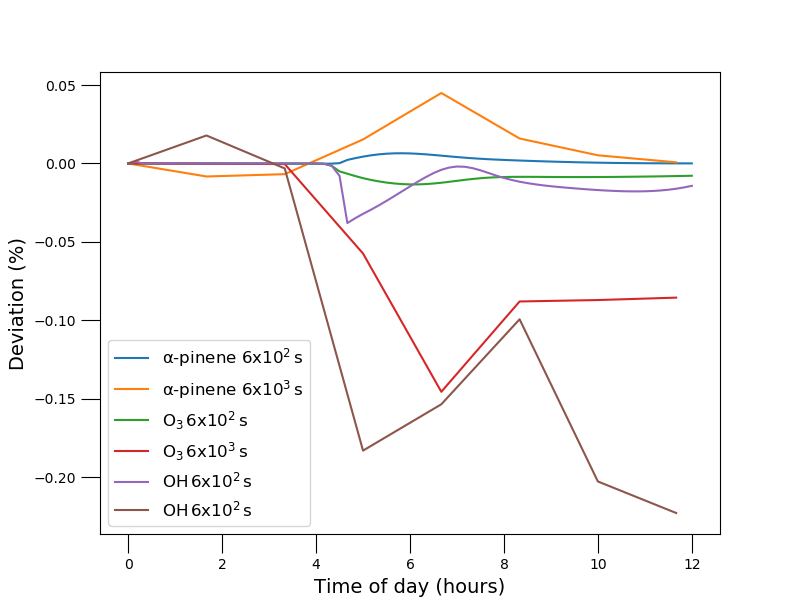 0.05
0.00
−0.05
−0.10
−0.15
−0.20
Deviation (%)
α-pinene 6x10² s
α-pinene 6x10³ s
O₃ 6x10² s
O₃ 6x10³ s
OH 6x10² s
OH 6x10² s
0 2 4 6 8 10 12
Time of day (hours)